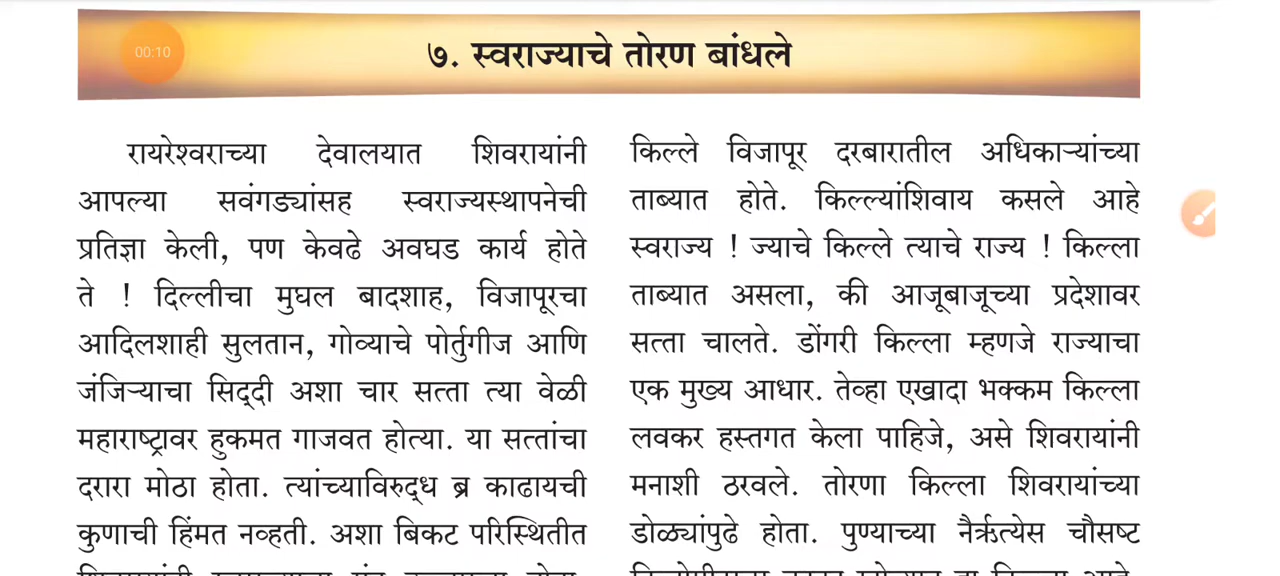 00:10
७. स्वराज्याचे तोरण बांधले
रायरेश्वराच्या देवालयात शिवरायांनी
आपल्या सवंगड्यांसह स्वराज्यस्थापनेची
प्रतिज्ञा केली, पण केवढे अवघड कार्य होते
ते ! दिल्लीचा मुघल बादशाह, विजापूरचा
आदिलशाही सुलतान, गोव्याचे पोर्तुगीज आणि
जंजिऱ्याचा सिद्दी अशा चार सत्ता त्या वेळी
महाराष्ट्रावर हुकमत गाजवत होत्या. या सत्तांचा
दरारा मोठा होता. त्यांच्याविरुद्ध ब्र काढायची
कुणाची हिंमत नव्हती. अशा बिकट परिस्थितीत
किल्ले विजापूर दरबारातील अधिकाऱ्यांच्या
ताब्यात होते. किल्ल्यांशिवाय कसले आहे
स्वराज्य ! ज्याचे किल्ले त्याचे राज्य ! किल्ला
ताब्यात असला, की आजूबाजूच्या प्रदेशावर
सत्ता चालते. डोंगरी किल्ला म्हणजे राज्याचा
एक मुख्य आधार. तेव्हा एखादा भक्कम किल्ला
लवकर हस्तगत केला पाहिजे, असे शिवरायांनी
मनाशी ठरवले. तोरणा किल्ला शिवरायांच्या
डोळ्यांपुढे होता. पुण्याच्या नैर्ऋत्येस चौसष्ट